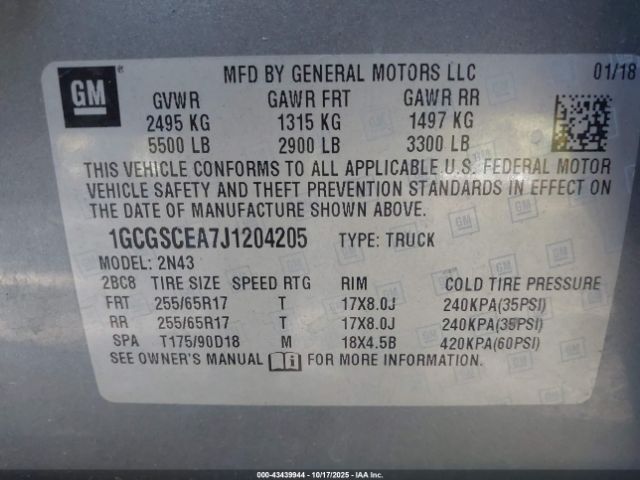 GM
MFD BY GENERAL MOTORS LLC 01/18
GVWR GAWR FRT GAWR RR
2495 KG 1315 KG 1497 KG
5500 LB 2900 LB 3300 LB
THIS VEHICLE CONFORMS TO ALL APPLICABLE U.S. FEDERAL MOTOR
VEHICLE SAFETY AND THEFT PREVENTION STANDARDS IN EFFECT ON
THE DATE OF MANUFACTURE SHOWN ABOVE.
1GCGSCEA7J1204205 TYPE: TRUCK
MODEL: 2N43
2BC8 TIRE SIZE SPEED RTG RIM COLD TIRE PRESSURE
FRT 255/65R17 T 17X8.0J 240KPA(35PSI)
RR 255/65R17 T 17X8.0J 240KPA(35PSI)
SPA T175/90D18 M 18X4.5B 420KPA(60PSI)
SEE OWNER'S MANUAL FOR MORE INFORMATION.
000-43439944 - 10/17/2025 - IAAI.COM